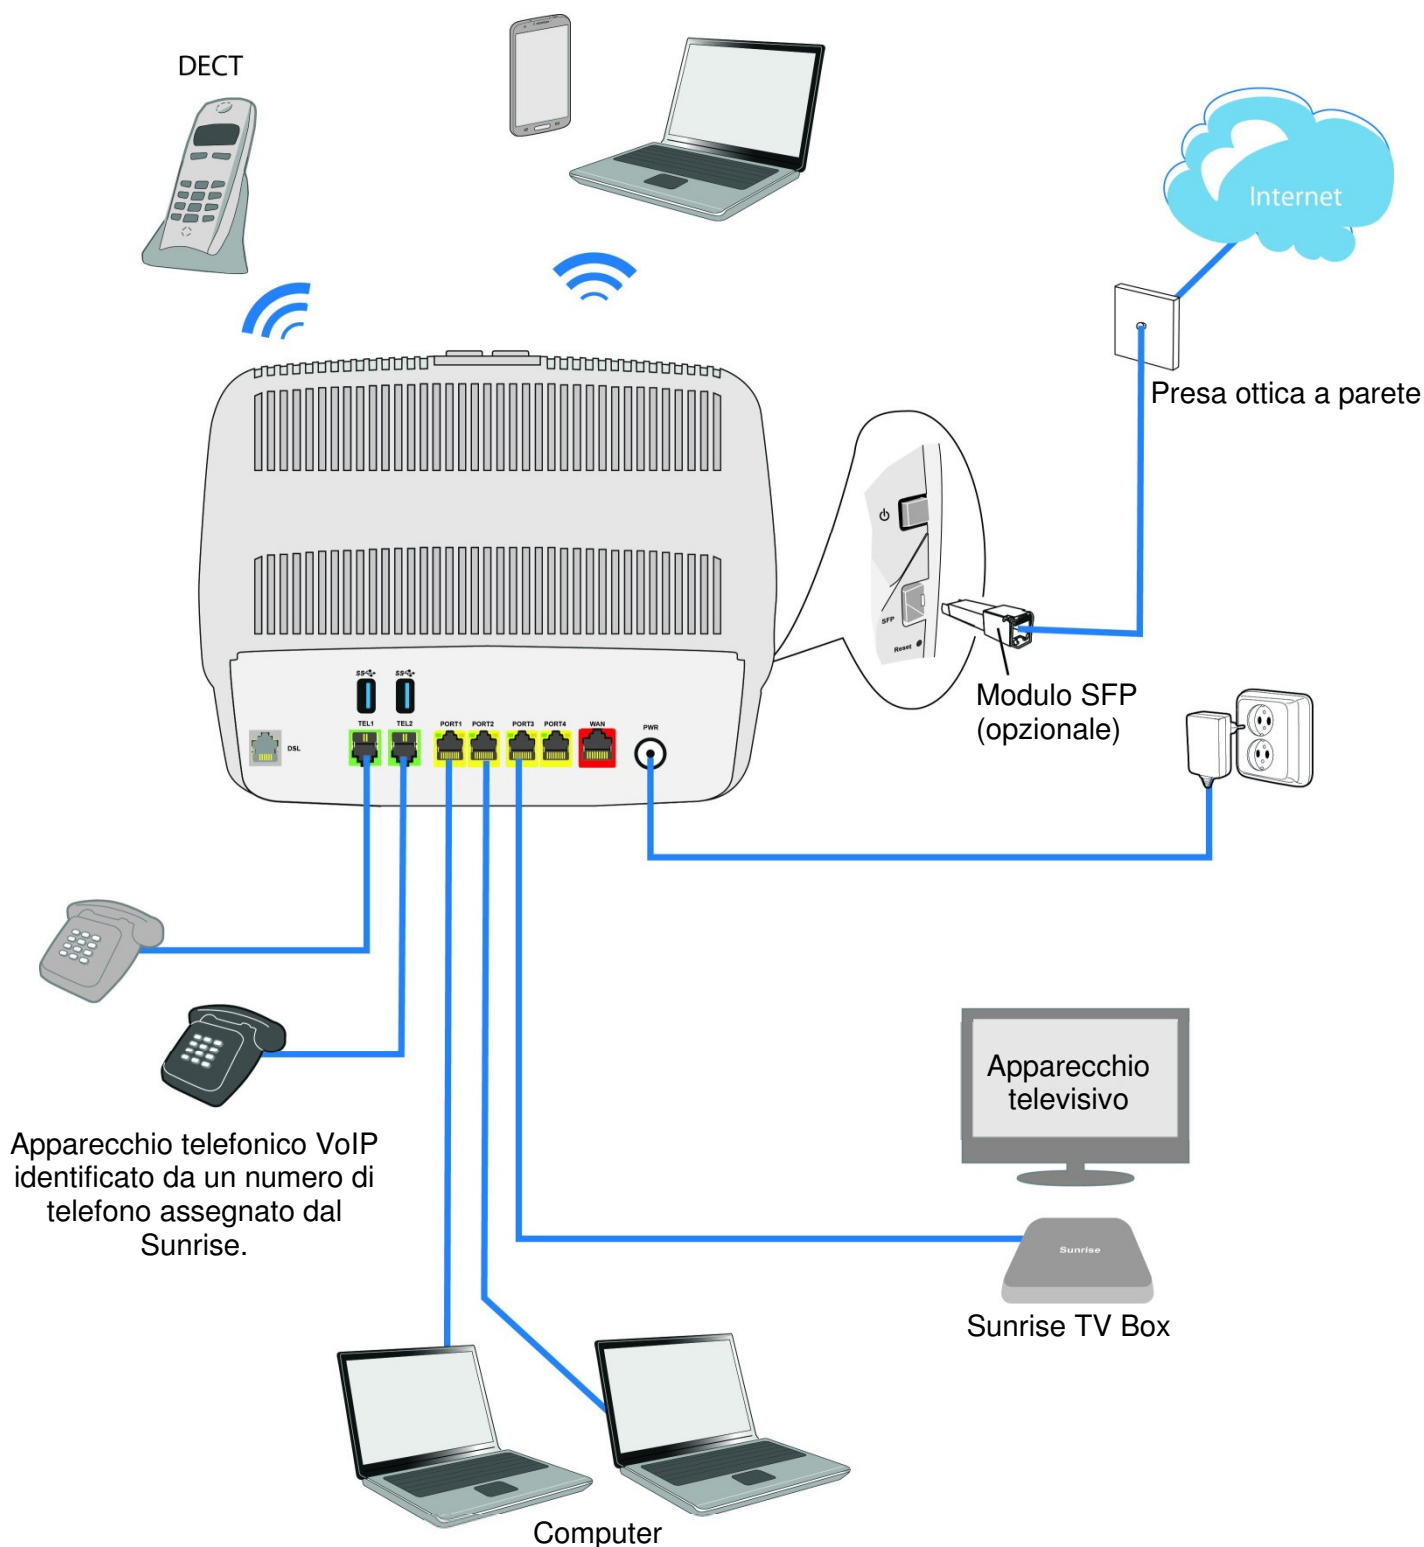 DECT
Internet
Presa ottica a parete
SFP
Reset
Modulo SFP
(opzionale)
SS
SS
TEL1
TEL2
PORT1
PORT2
PORT3
PORT4
WAN
PWR
DSL
Apparecchio
televisivo
Apparecchio telefonico VoIP
identificato da un numero di
telefono assegnato dal
Sunrise.
Sunrise
Sunrise TV Box
Computer